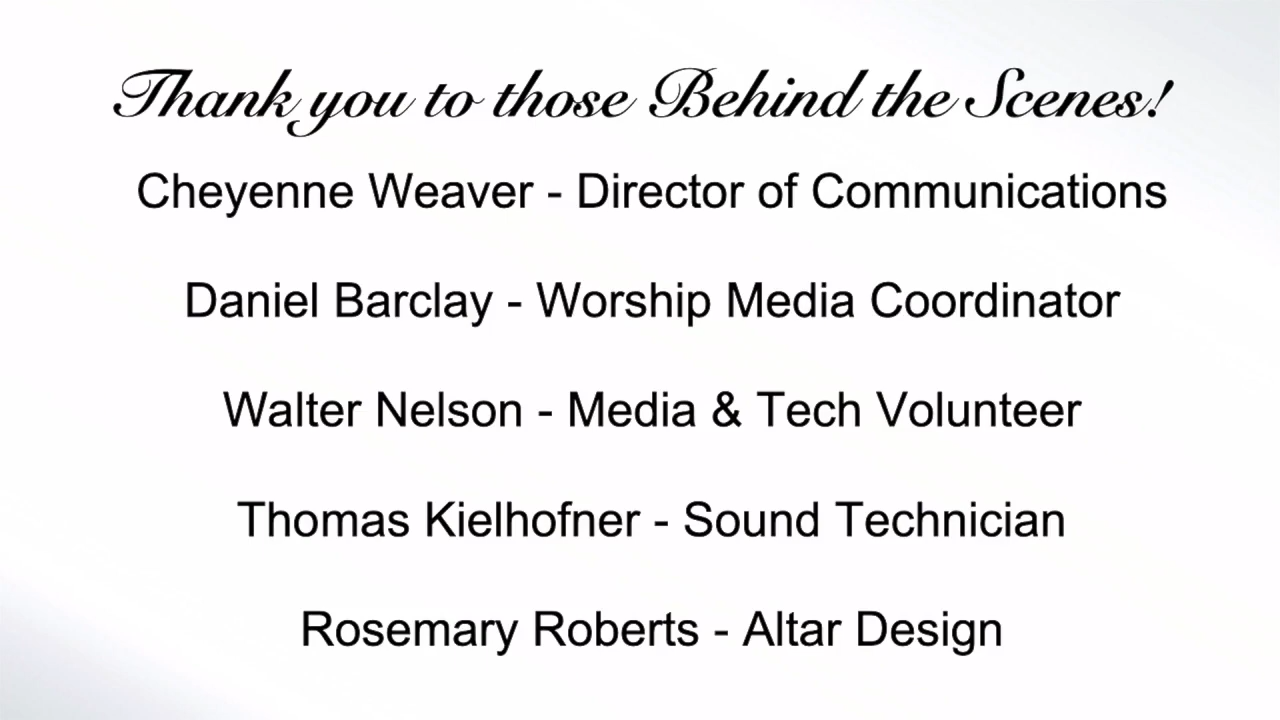 Thank you to those Behind the Scenes!
Cheyenne Weaver - Director of Communications
Daniel Barclay - Worship Media Coordinator
Walter Nelson - Media & Tech Volunteer
Thomas Kielhofner - Sound Technician
Rosemary Roberts - Altar Design